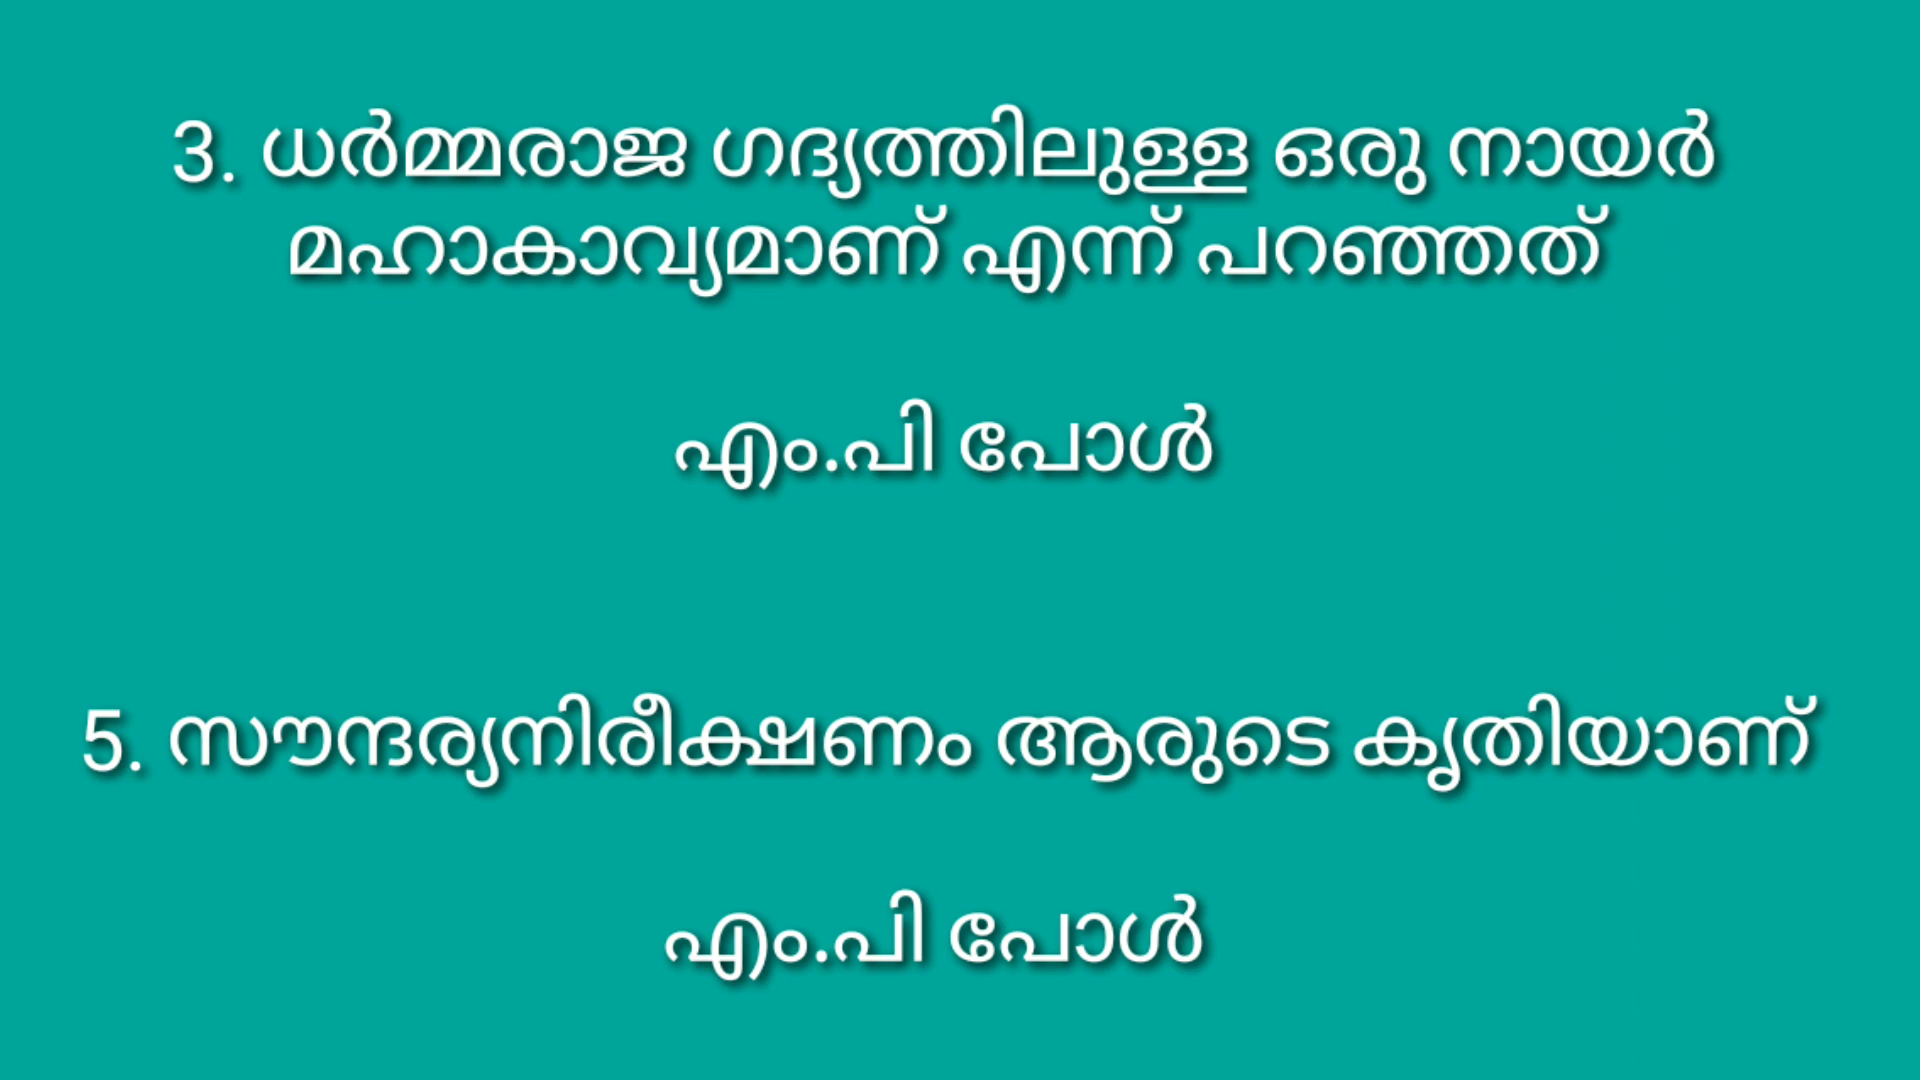 3. ധർമ്മരാജ ഗദ്യത്തിലുള്ള ഒരു നായർ
മഹാകാവ്യമാണ് എന്ന് പറഞ്ഞത്
എം.പി പോൾ
5. സൗന്ദര്യനിരീക്ഷണം ആരുടെ കൃതിയാണ്
എം.പി പോൾ